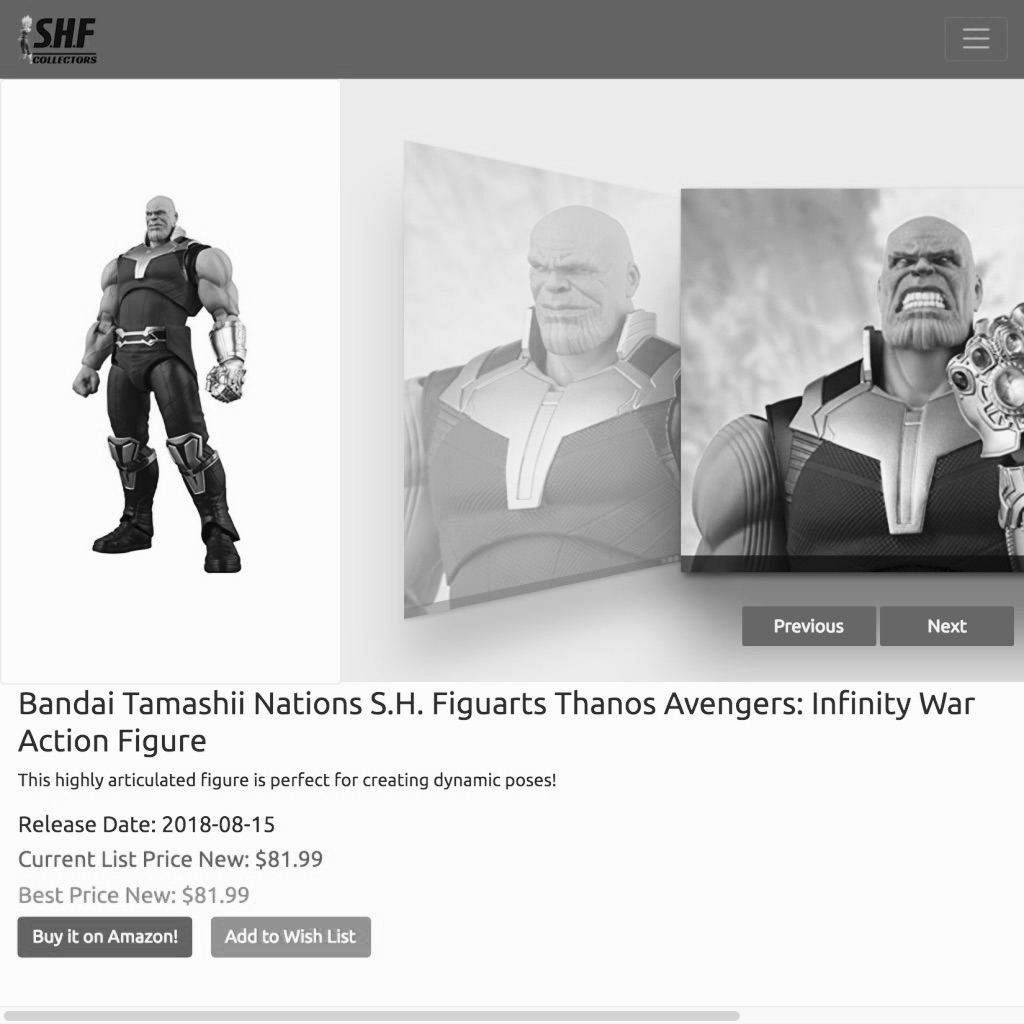 S.H.F
COLLECTORS
Previous
Next
Bandai Tamashii Nations S.H. Figuarts Thanos Avengers: Infinity War
Action Figure
This highly articulated figure is perfect for creating dynamic poses!
Release Date: 2018-08-15
Current List Price New: $81.99
Best Price New: $81.99
Buy it on Amazon!
Add to Wish List